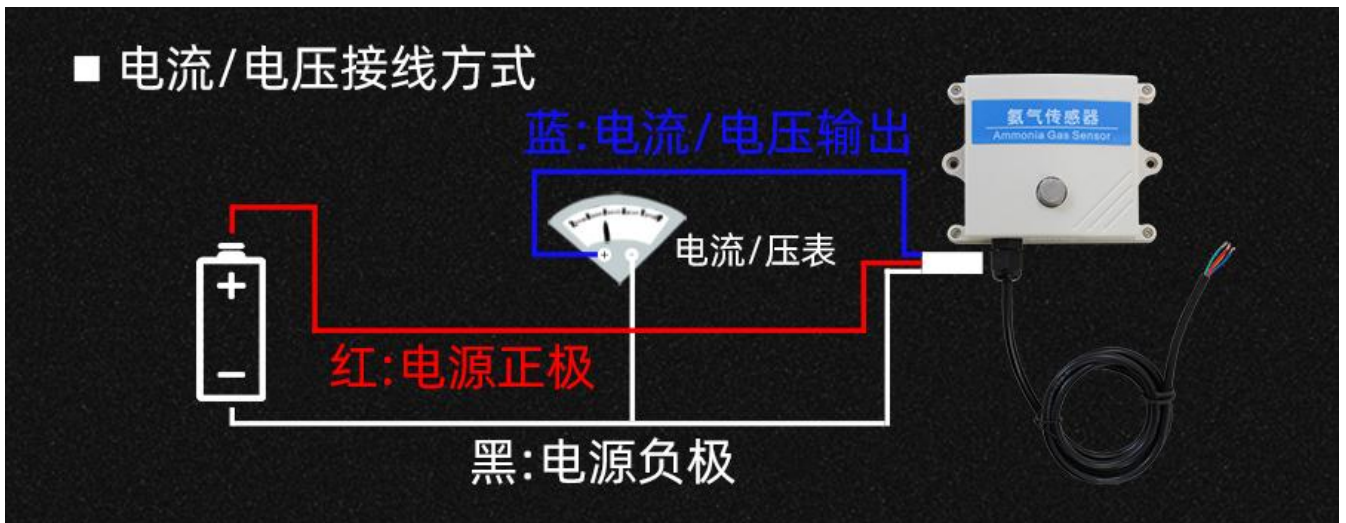 电流/电压接线方式
蓝:电流/电压输出
氨气传感器
Ammonia Gas Sensor
电流/压表
红:电源正极
黑:电源负极